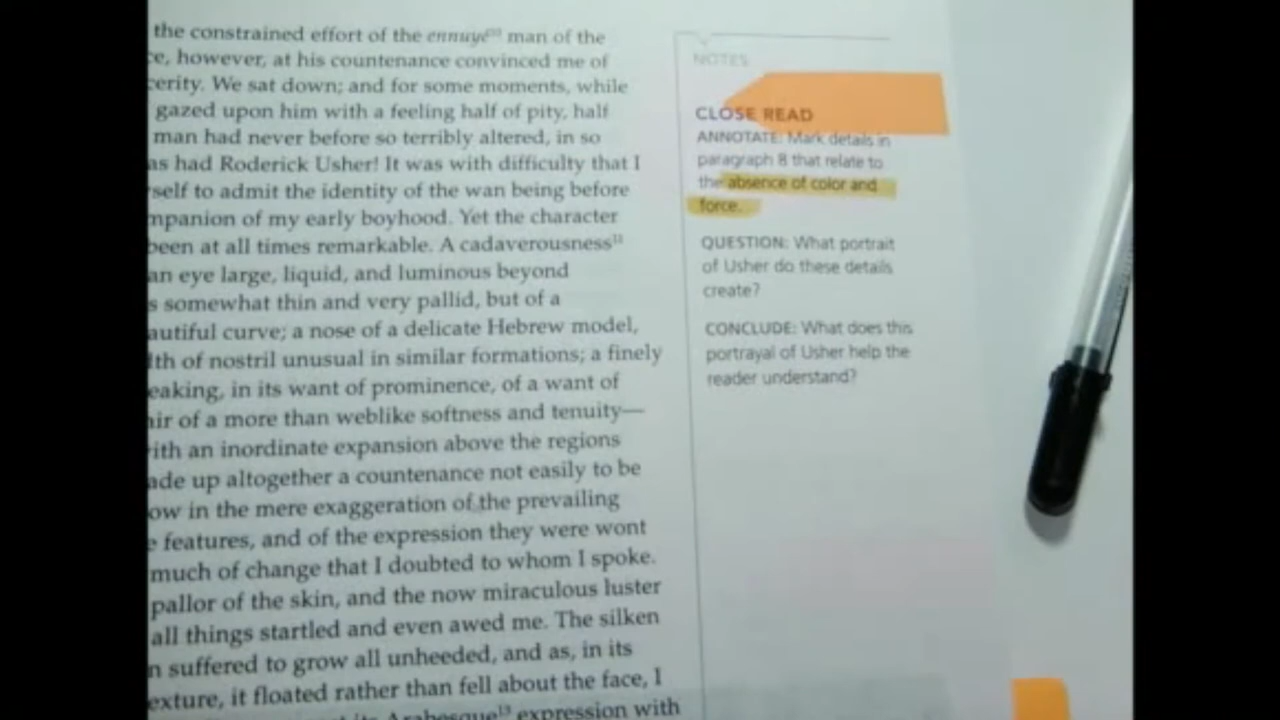 the constrained effort of the ennuyé¹⁰ man of the
ce, however, at his countenance convinced me of
cerity. We sat down; and for some moments, while
gazed upon him with a feeling half of pity, half
man had never before so terribly altered, in so
as had Roderick Usher! It was with difficulty that I
rself to admit the identity of the wan being before
mpanion of my early boyhood. Yet the character
been at all times remarkable. A cadaverousness¹¹
an eye large, liquid, and luminous beyond
s somewhat thin and very pallid, but of a
autiful curve; a nose of a delicate Hebrew model,
dth of nostril unusual in similar formations; a finely
eaking, in its want of prominence, of a want of
air of a more than weblike softness and tenuity—
ith an inordinate expansion above the regions
ade up altogether a countenance not easily to be
ow in the mere exaggeration of the prevailing
e features, and of the expression they were wont
much of change that I doubted to whom I spoke.
pallor of the skin, and the now miraculous luster
all things startled and even awed me. The silken
n suffered to grow all unheeded, and as, in its
exture, it floated rather than fell about the face, I
its Arabesque¹³ expression with
NOTES
CLOSE READ
ANNOTATE: Mark details in
paragraph 8 that relate to
the absence of color and
force.
QUESTION: What portrait
of Usher do these details
create?
CONCLUDE: What does this
portrayal of Usher help the
reader understand?